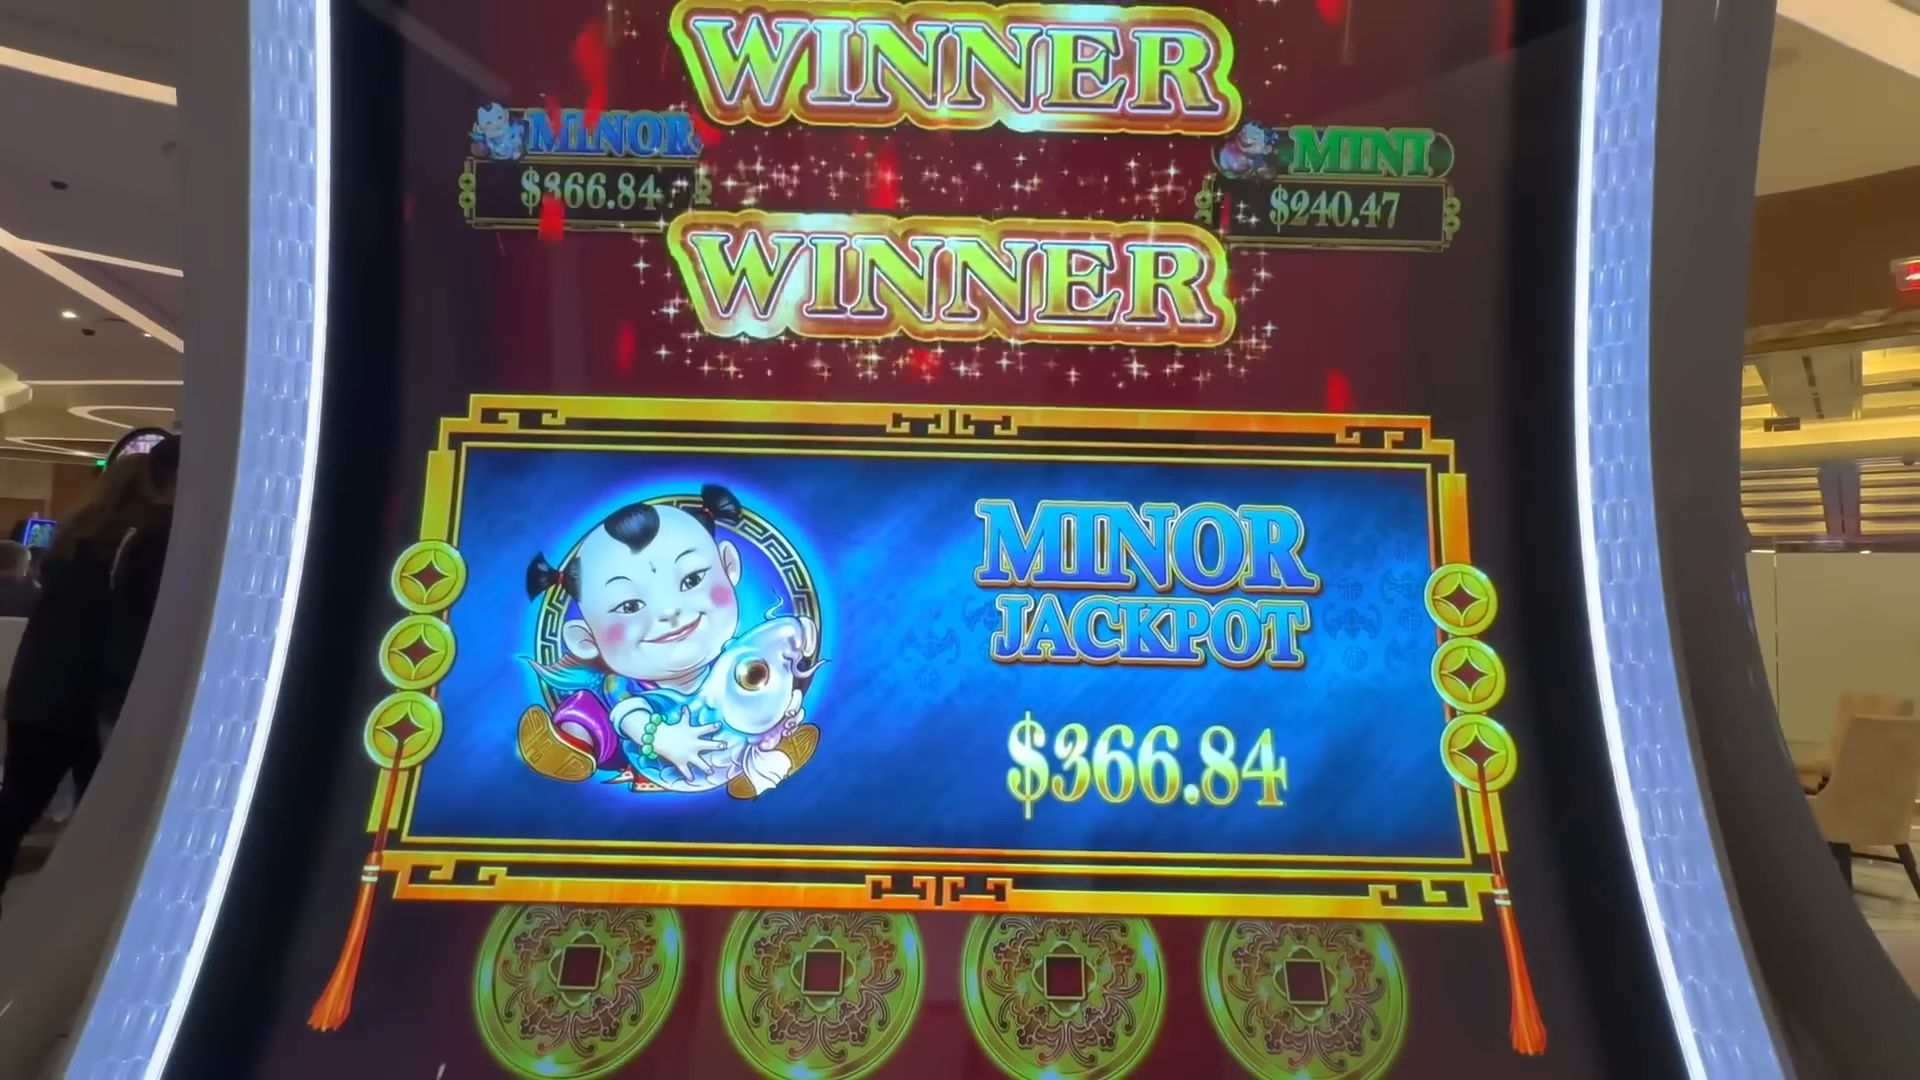 WINNER
MINOR
$366.84
MINI
$240.47
WINNER
MINOR
JACKPOT
$366.84